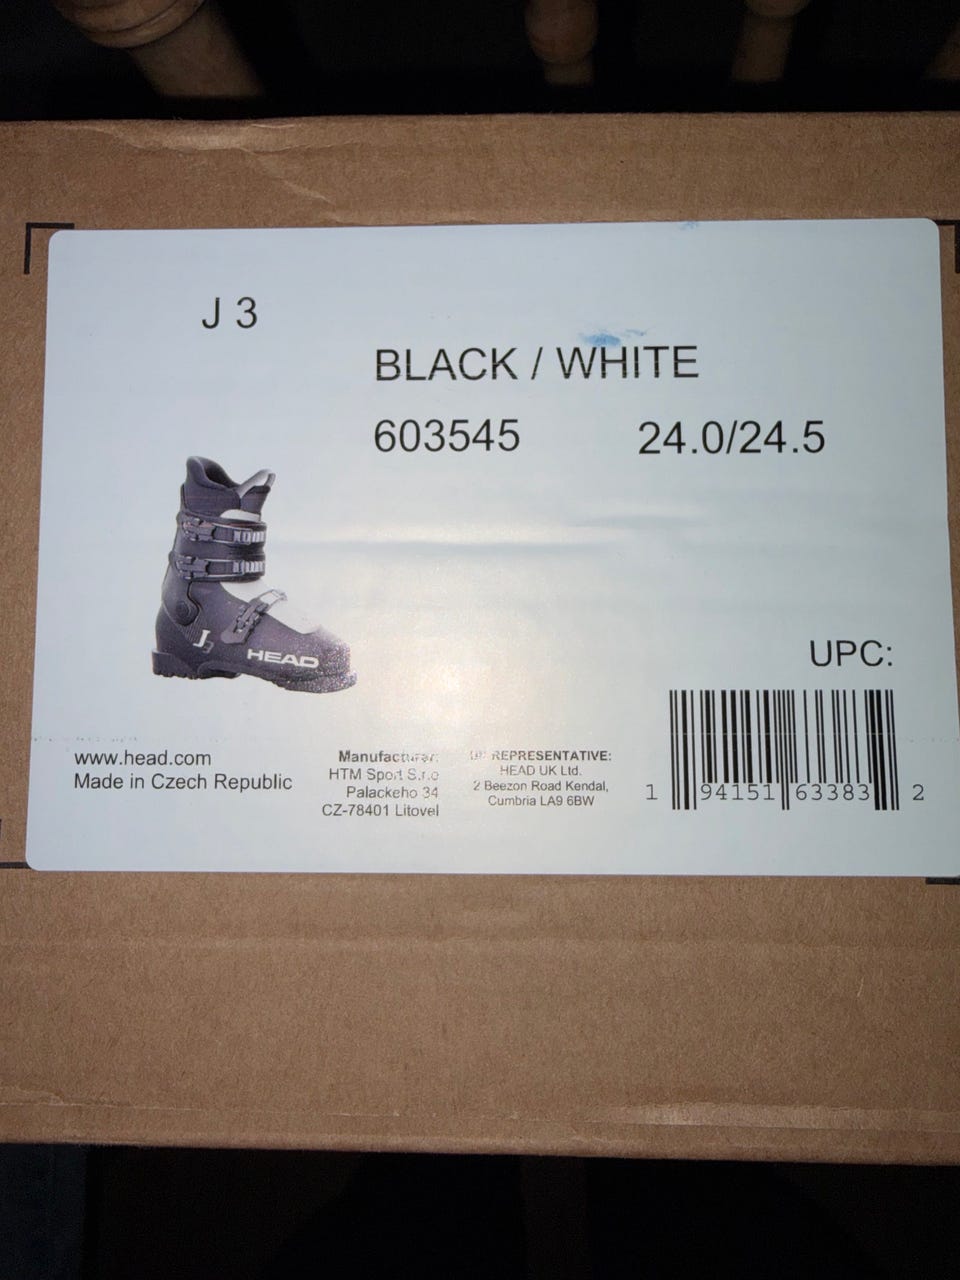 J 3
BLACK / WHITE
603545 24.0/24.5
J3
HEAD
UPC:
www.head.com
Made in Czech Republic
Manufacturer:
HTM Sport S.r.o
Palackeho 34
CZ-78401 Litovel
REPRESENTATIVE:
HEAD UK Ltd.
2 Beezon Road Kendal,
Cumbria LA9 6BW
1 94151 63383 2